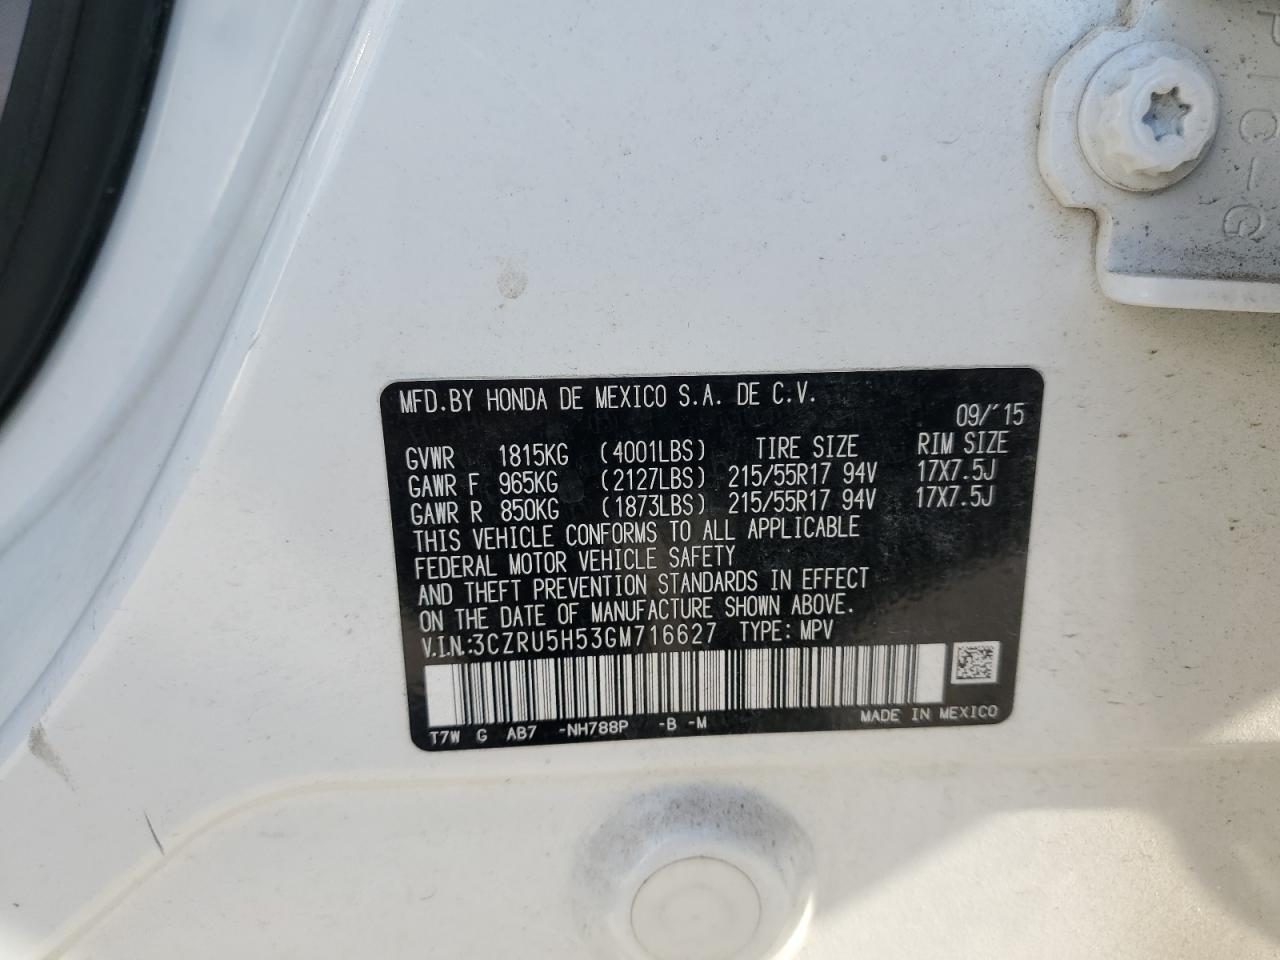 PIC-G
MFD.BY HONDA DE MEXICO S.A. DE C.V.
09/'15
GVWR 1815KG (4001LBS) TIRE SIZE RIM SIZE
GAWR F 965KG (2127LBS) 215/55R17 94V 17X7.5J
GAWR R 850KG (1873LBS) 215/55R17 94V 17X7.5J
THIS VEHICLE CONFORMS TO ALL APPLICABLE
FEDERAL MOTOR VEHICLE SAFETY
AND THEFT PREVENTION STANDARDS IN EFFECT
ON THE DATE OF MANUFACTURE SHOWN ABOVE.
V.I.N.:3CZRU5H53GM716627 TYPE: MPV
T7W G AB7 -NH788P -B -M MADE IN MEXICO